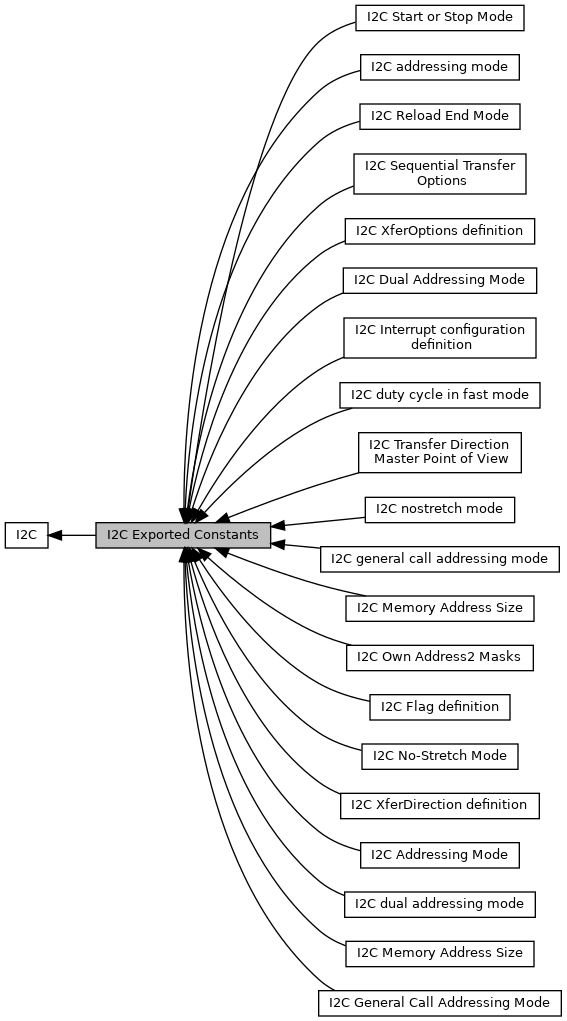 I2C Start or Stop Mode
I2C addressing mode
I2C Reload End Mode
I2C Sequential Transfer
Options
I2C XferOptions definition
I2C Dual Addressing Mode
I2C Interrupt configuration
definition
I2C duty cycle in fast mode
I2C Transfer Direction
Master Point of View
I2C nostretch mode
I2C
I2C Exported Constants
I2C general call addressing mode
I2C Memory Address Size
I2C Own Address2 Masks
I2C Flag definition
I2C No-Stretch Mode
I2C XferDirection definition
I2C Addressing Mode
I2C dual addressing mode
I2C Memory Address Size
I2C General Call Addressing Mode